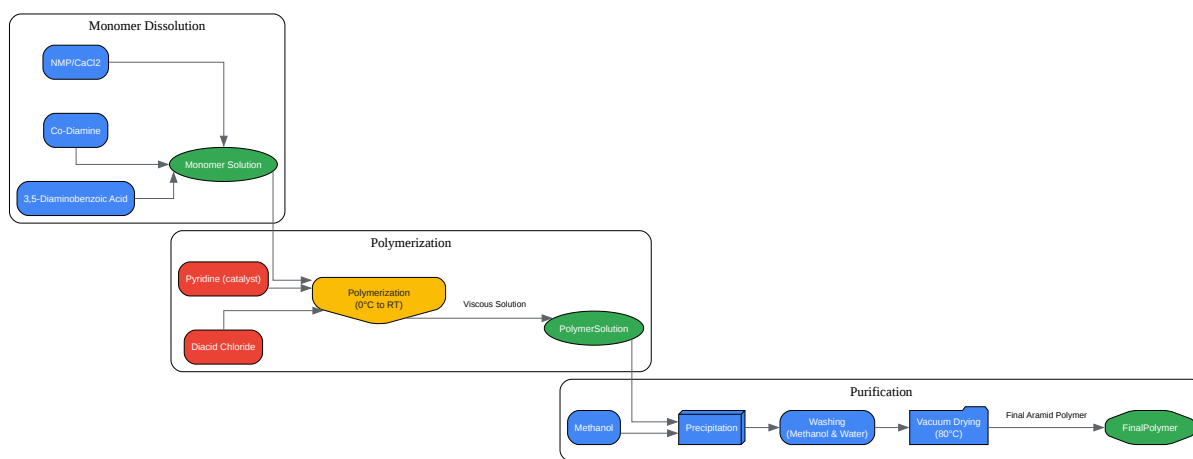 Monomer Dissolution
NMP/CaCl2
Co-Diamine
Monomer Solution
3,5-Diaminobenzoic Acid
Polymerization
Pyridine (catalyst)
Polymerization
(0°C to RT)
Viscous Solution
PolymerSolution
Diacid Chloride
Purification
Methanol
Precipitation
Washing
(Methanol & Water)
Vacuum Drying
(80°C)
Final Aramid Polymer
FinalPolymer